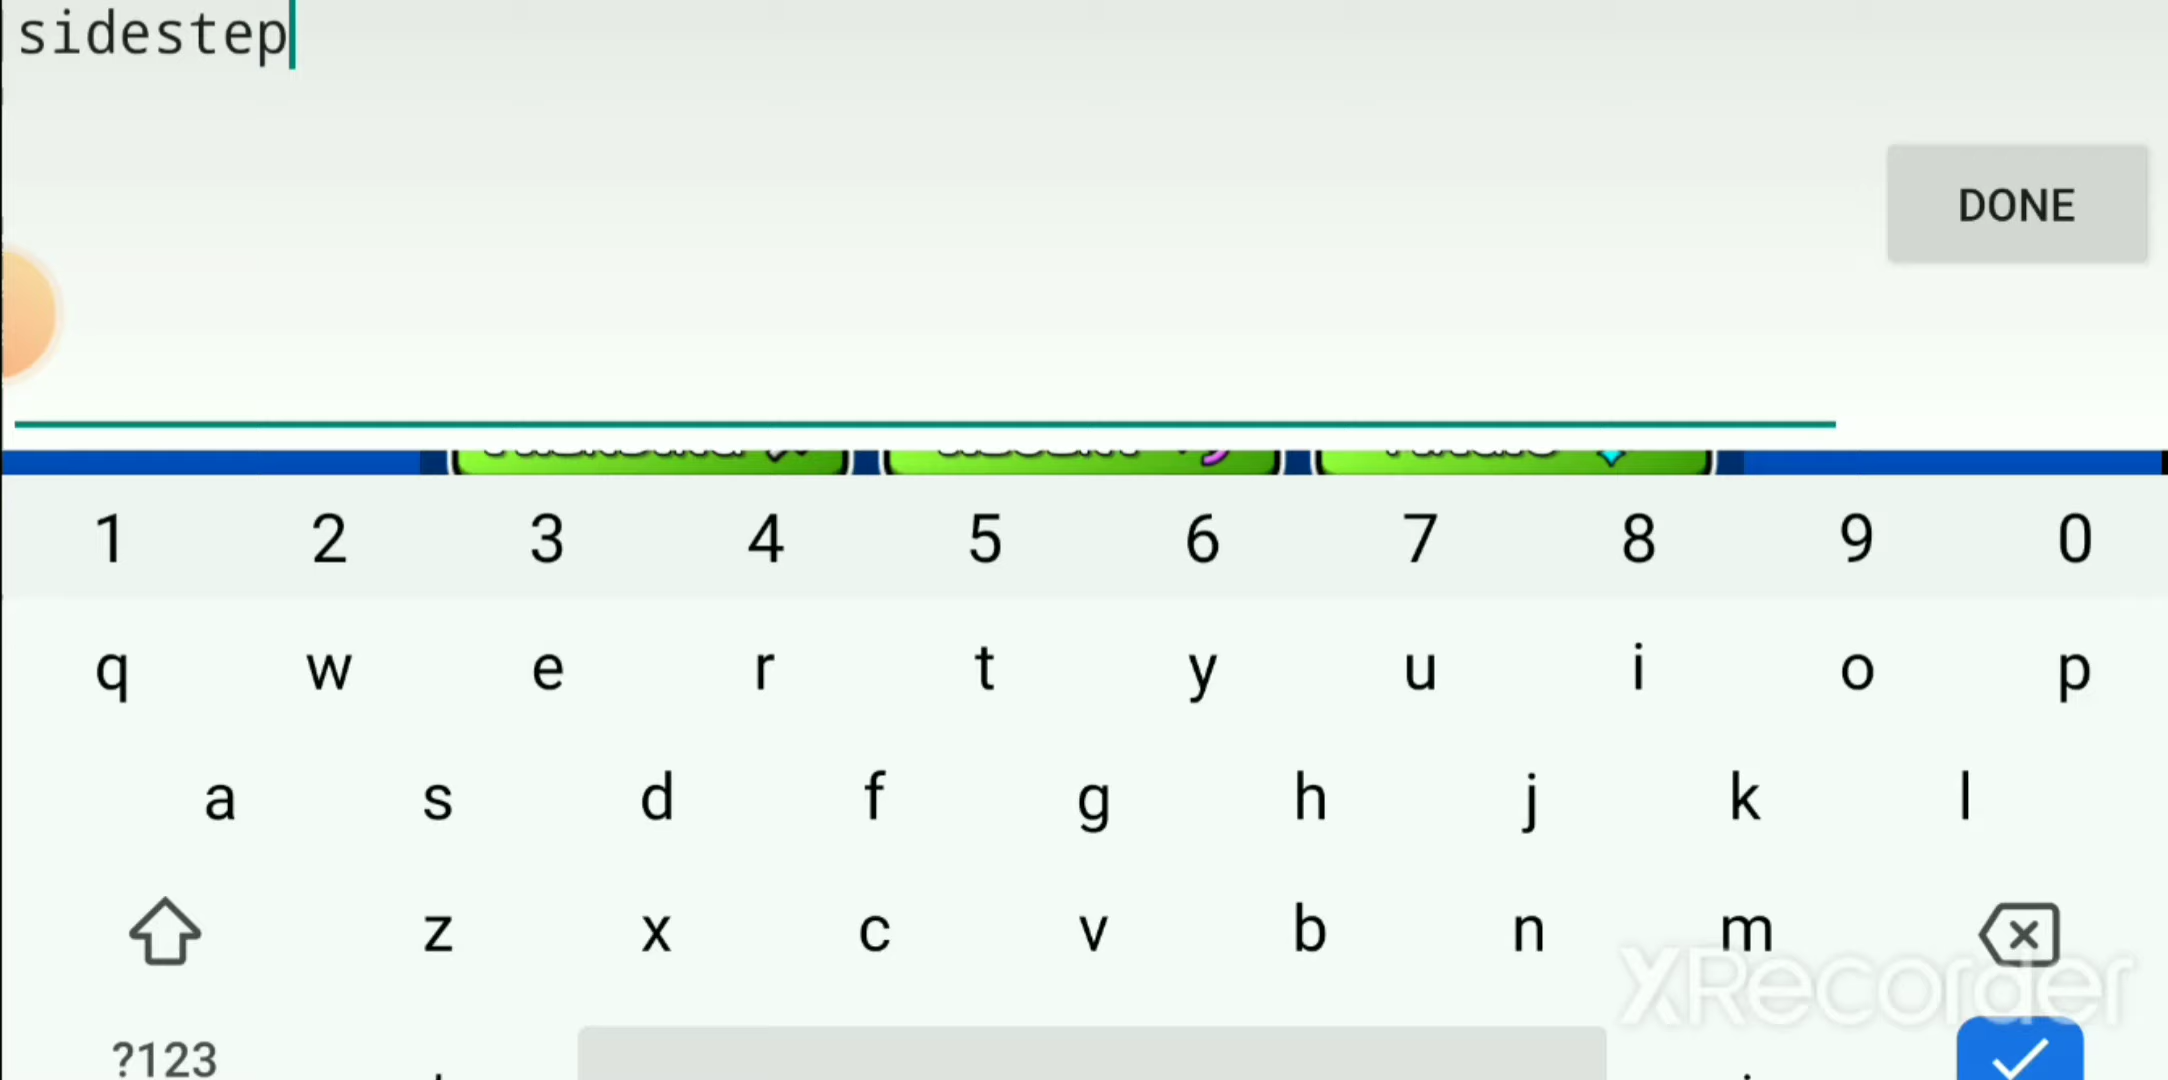 sidestep
DONE
1 2 3 4 5 6 7 8 9 0
q w e r t y u i o p
a s d f g h j k l
z x c v b n m
XRecorder
?123